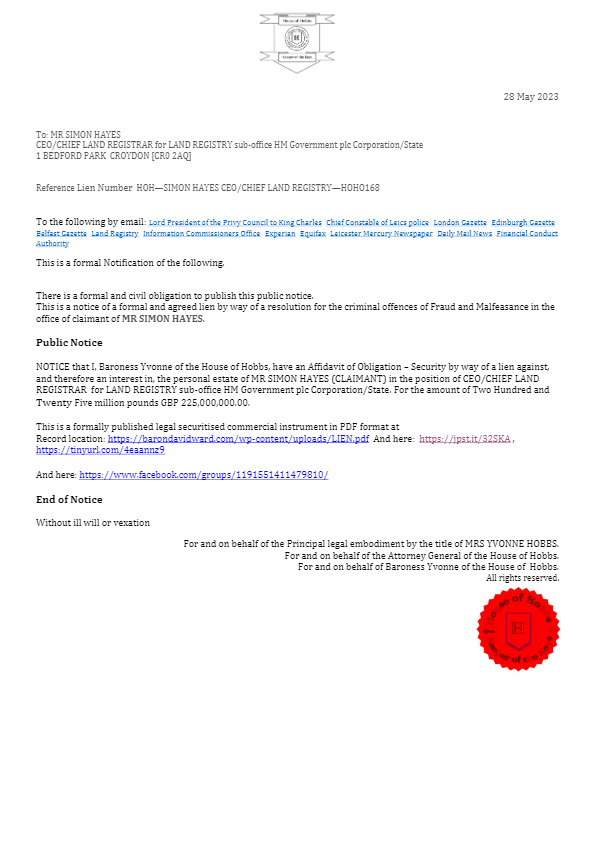 House of Hobbs
H
28 May 2023
To: MR SIMON HAYES
CEO/CHIEF LAND REGISTRAR for LAND REGISTRY sub-office HM Government plc Corporation/State
1 BEDFORD PARK CROYDON [CR0 2AQ]
Reference Lien Number HOH—SIMON HAYES CEO/CHIEF LAND REGISTRY—HOHO168
To the following by email: Lord President of the Privy Council to King Charles Chief Constable of Leics police London Gazette Edinburgh Gazette
Belfast Gazette Land Registry Information Commissioners Office Experian Equifax Leicester Mercury Newspaper Daily Mail News Financial Conduct
Authority
This is a formal Notification of the following.
There is a formal and civil obligation to publish this public notice.
This is a notice of a formal and agreed lien by way of a resolution for the criminal offences of Fraud and Malfeasance in the
office of claimant of MR SIMON HAYES.
Public Notice
NOTICE that I, Baroness Yvonne of the House of Hobbs, have an Affidavit of Obligation – Security by way of a lien against,
and therefore an interest in, the personal estate of MR SIMON HAYES (CLAIMANT) in the position of CEO/CHIEF LAND
REGISTRAR for LAND REGISTRY sub-office HM Government plc Corporation/State. For the amount of Two Hundred and
Twenty Five million pounds GBP 225,000,000.00.
This is a formally published legal securitised commercial instrument in PDF format at
Record location: https://barondavidward.com/wp-content/uploads/LIEN.pdf And here: https://jpst.it/32SKA ,
https://tinyurl.com/4eaannz9
And here: https://www.facebook.com/groups/1191551411479810/
End of Notice
Without ill will or vexation
For and on behalf of the Principal legal embodiment by the title of MRS YVONNE HOBBS.
For and on behalf of the Attorney General of the House of Hobbs.
For and on behalf of Baroness Yvonne of the House of Hobbs.
All rights reserved.
H